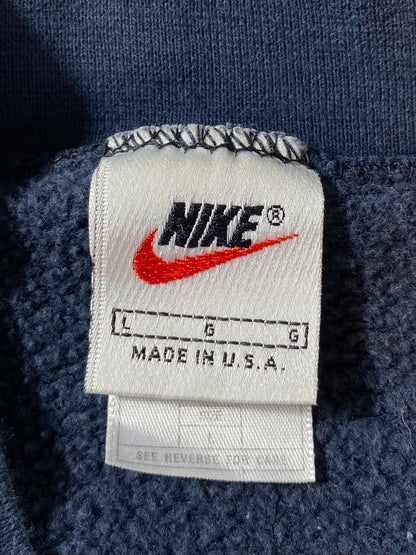 NIKE®
L G G
MADE IN U.S.A.
SIZE
L
SEE REVERSE FOR CARE